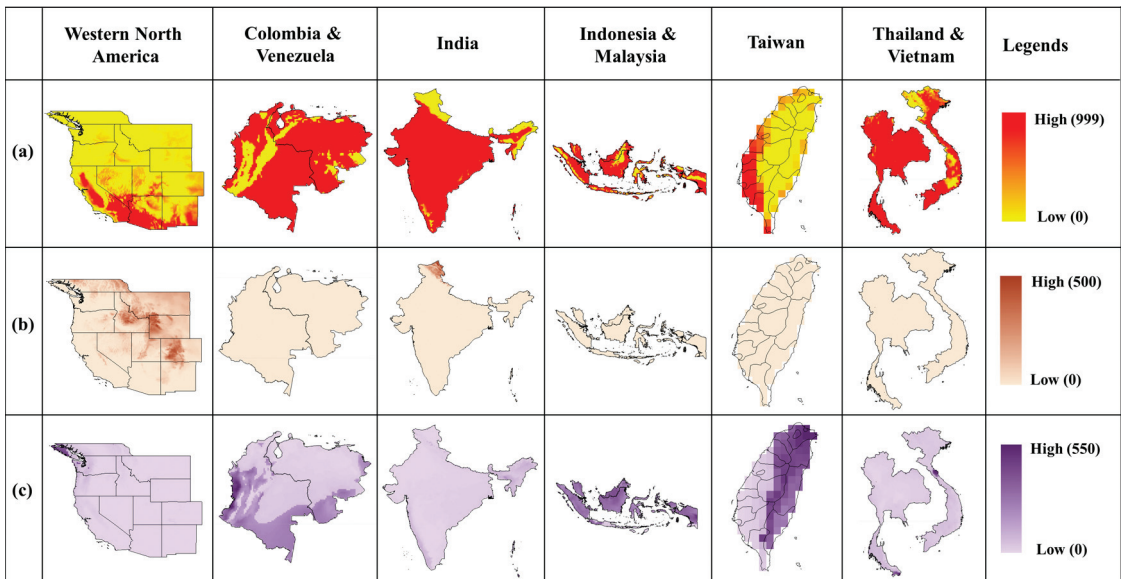 Western North
America
Colombia &
Venezuela
India
Indonesia &
Malaysia
Taiwan
Thailand &
Vietnam
Legends
(a)
High (999)
Low (0)
(b)
High (500)
Low (0)
(c)
High (550)
Low (0)